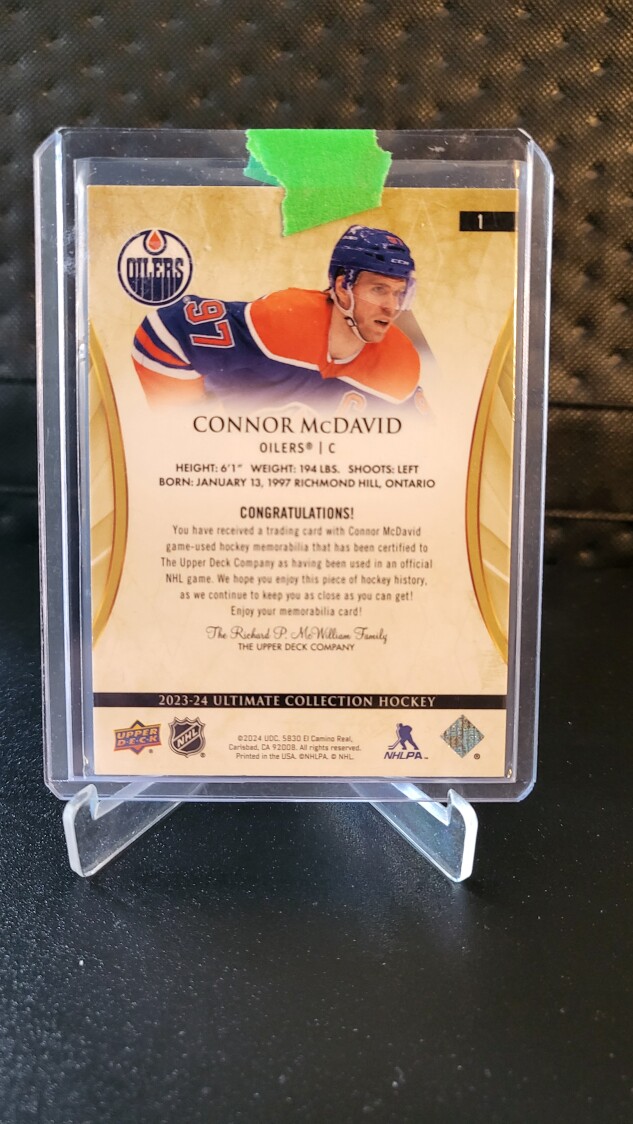 1
OILERS
97
CCM
C
CONNOR McDAVID
OILERS® | C
HEIGHT: 6'1" WEIGHT: 194 LBS. SHOOTS: LEFT
BORN: JANUARY 13, 1997 RICHMOND HILL, ONTARIO
CONGRATULATIONS!
You have received a trading card with Connor McDavid
game-used hockey memorabilia that has been certified to
The Upper Deck Company as having been used in an official
NHL game. We hope you enjoy this piece of hockey history,
as we continue to keep you as close as you can get!
Enjoy your memorabilia card!
The Richard P. McWilliam Family
THE UPPER DECK COMPANY
2023-24 ULTIMATE COLLECTION HOCKEY
UPPER
D·E·C·K ®
NHL ®
©2024 UDC, 5830 El Camino Real,
Carlsbad, CA 92008. All rights reserved.
Printed in the USA. ©NHLPA. © NHL.
NHLPA™
®